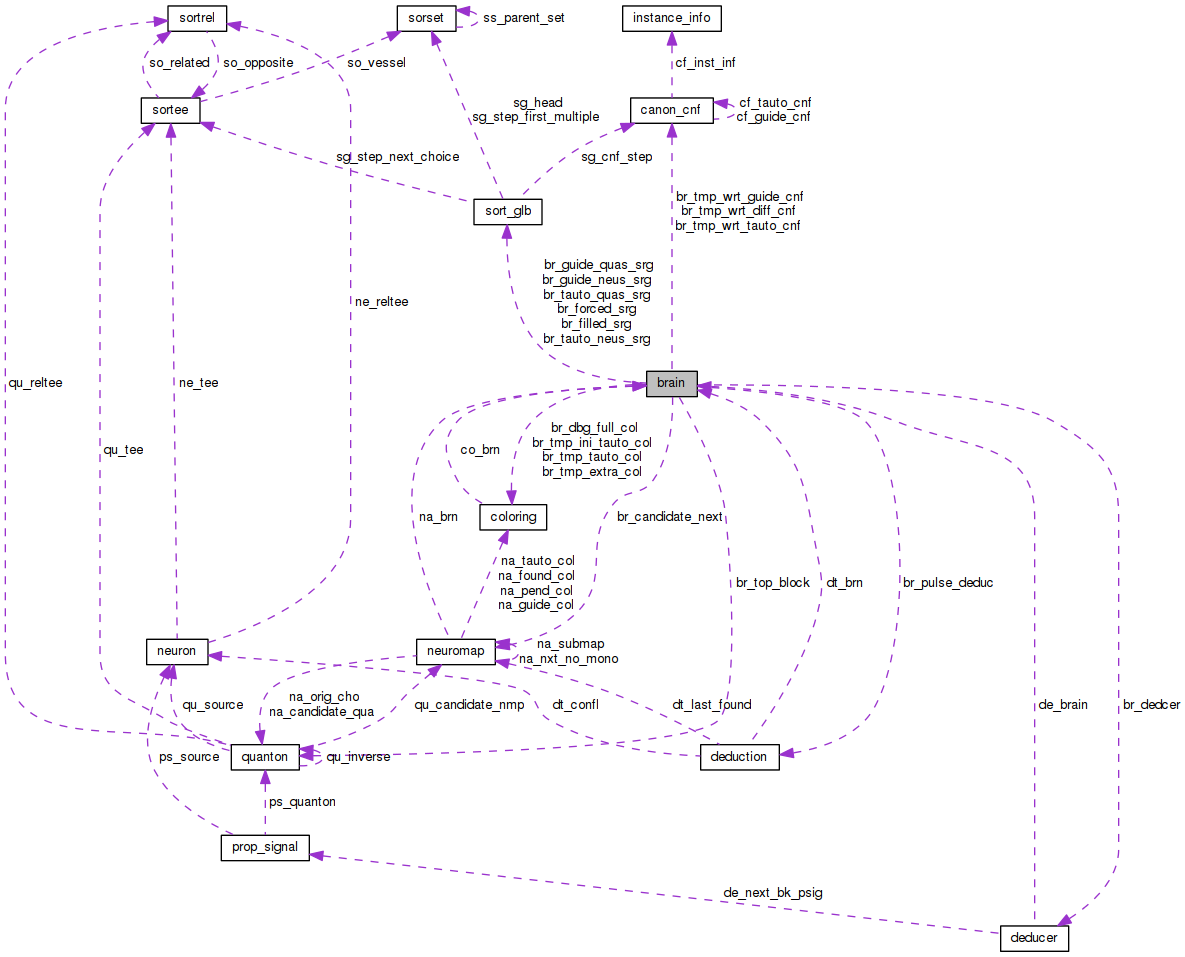 sortrel
sorset
ss_parent_set
instance_info
so_related
so_opposite
so_vessel
cf_inst_inf
sortee
sg_head
sg_step_first_multiple
canon_cnf
cf_tauto_cnf
cf_guide_cnf
sg_step_next_choice
sg_cnf_step
sort_glb
br_tmp_wrt_guide_cnf
br_tmp_wrt_diff_cnf
br_tmp_wrt_tauto_cnf
br_guide_quas_srg
br_guide_neus_srg
br_tauto_quas_srg
br_forced_srg
br_filled_srg
br_tauto_neus_srg
ne_reltee
qu_reltee
ne_tee
brain
qu_tee
co_brn
br_dbg_full_col
br_tmp_ini_tauto_col
br_tmp_tauto_col
br_tmp_extra_col
na_brn
coloring
br_candidate_next
na_tauto_col
na_found_col
na_pend_col
na_guide_col
br_top_block
dt_brn
br_pulse_deduc
neuron
neuromap
na_submap
na_nxt_no_mono
qu_source
na_orig_cho
na_candidate_qua
qu_candidate_nmp
dt_confl
dt_last_found
de_brain
br_dedcer
ps_source
quanton
qu_inverse
deduction
ps_quanton
prop_signal
de_next_bk_psig
deducer